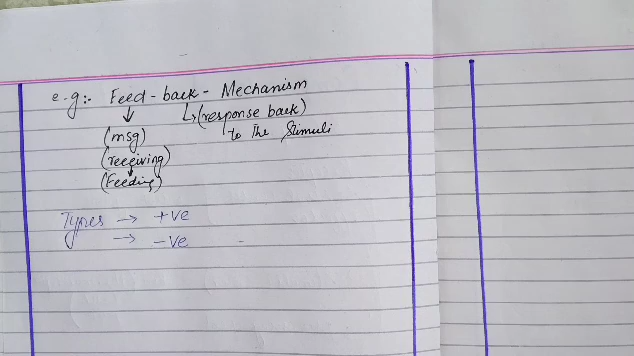 e.g:- Feed-back-Mechanism
↓ ↳(response back)
(msg) to The Stimuli
(receiving)
(Feeding)
Types → +ve
→ -ve